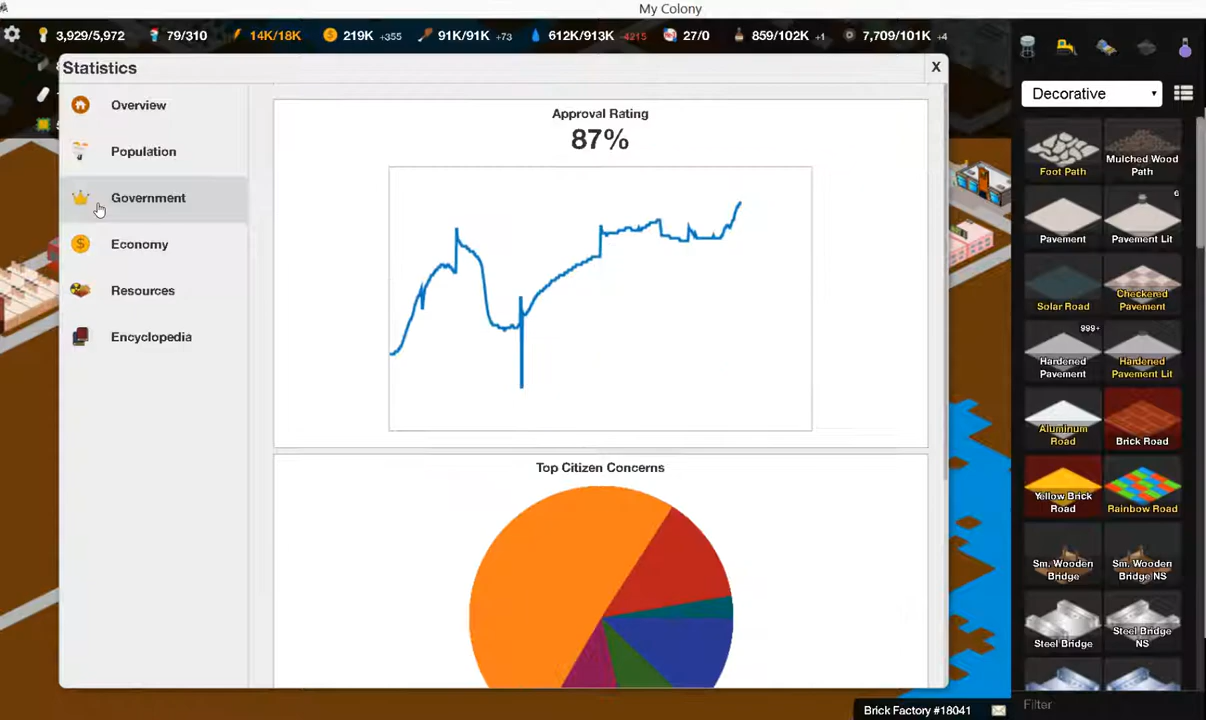 My Colony
3,929/5,972
79/310
14K/18K
219K +355
91K/91K +73
612K/913K -4215
27/0
859/102K +1
7,709/101K +4
Statistics
X
Overview
Population
Government
Economy
Resources
Encyclopedia
Approval Rating
87%
Top Citizen Concerns
Decorative
Foot Path
Mulched Wood
Path
6
Pavement
Pavement Lit
Solar Road
Checkered
Pavement
999+
Hardened
Pavement
Hardened
Pavement Lit
Aluminum
Road
Brick Road
Yellow Brick
Road
Rainbow Road
Sm. Wooden
Bridge
Sm. Wooden
Bridge NS
Steel Bridge
Steel Bridge
NS
Filter
Brick Factory #18041